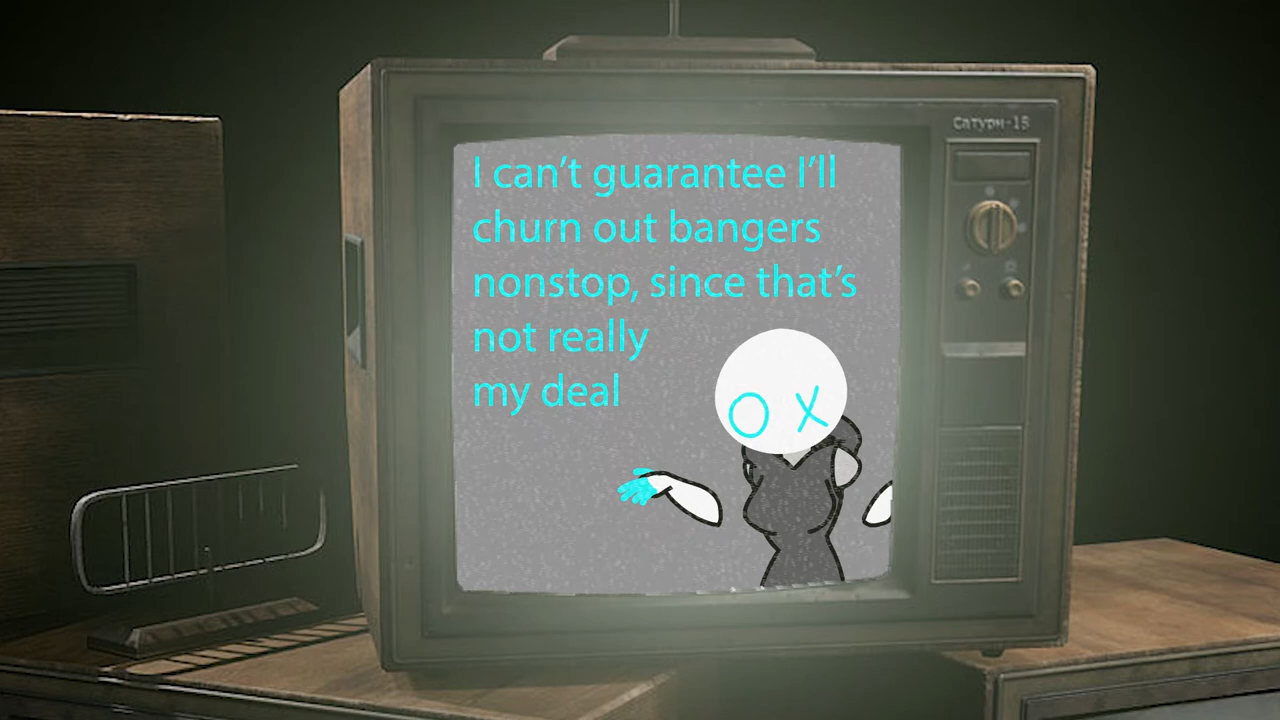 Сатурн-15
I can't guarantee I'll
churn out bangers
nonstop, since that's
not really
my deal